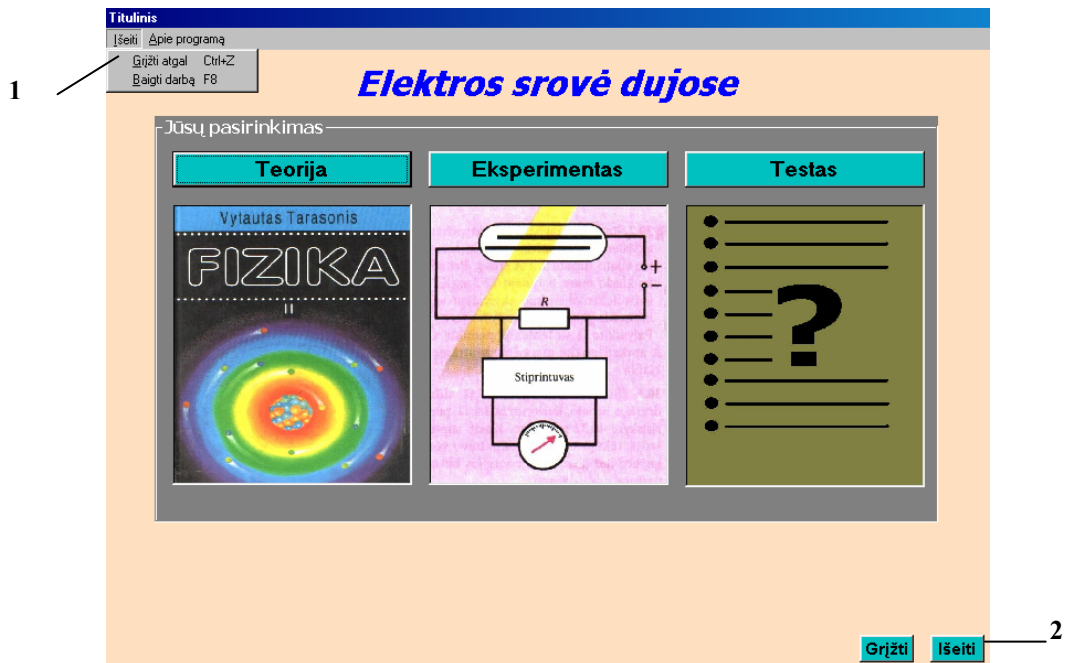 Titulinis
Įšeiti Apie programą
Grįžti atgal Ctrl+Z
Baigti darbą F8
1
Elektros srovė dujose
Jūsų pasirinkimas
Teorija
Eksperimentas
Testas
Vytautas Tarasonis
FIZIKA
II
+
−
R
Stiprintuvas
?
Grįžti
Išeiti
2